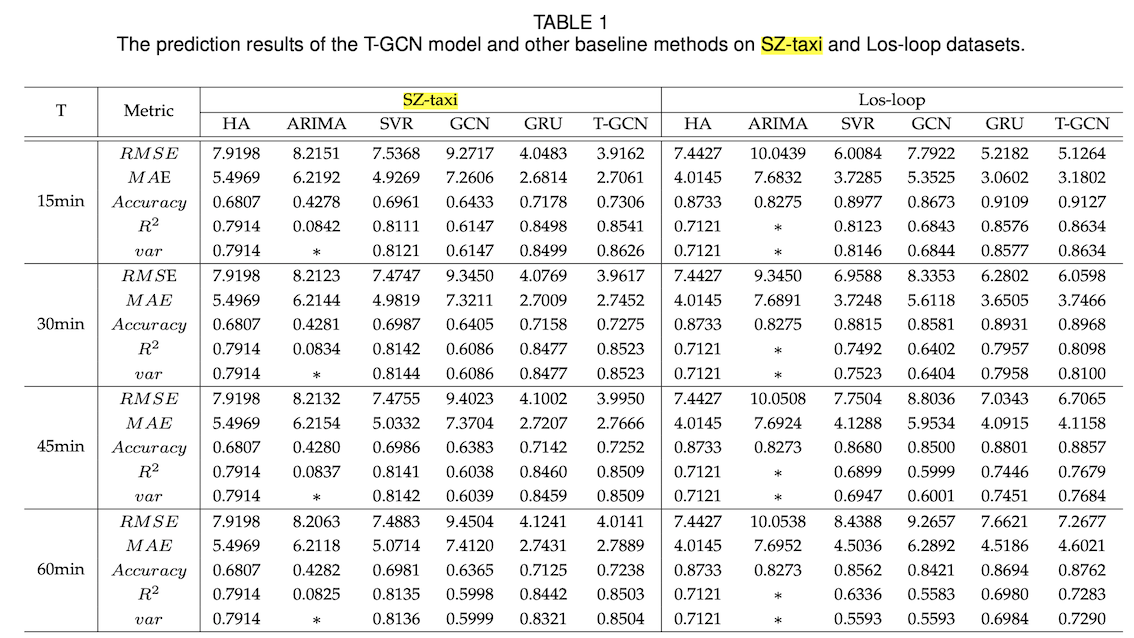 TABLE 1
The prediction results of the T-GCN model and other baseline methods on SZ-taxi and Los-loop datasets.
T Metric SZ-taxi Los-loop
HA ARIMA SVR GCN GRU T-GCN HA ARIMA SVR GCN GRU T-GCN
RMSE 7.9198 8.2151 7.5368 9.2717 4.0483 3.9162 7.4427 10.0439 6.0084 7.7922 5.2182 5.1264
MAE 5.4969 6.2192 4.9269 7.2606 2.6814 2.7061 4.0145 7.6832 3.7285 5.3525 3.0602 3.1802
15min Accuracy 0.6807 0.4278 0.6961 0.6433 0.7178 0.7306 0.8733 0.8275 0.8977 0.8673 0.9109 0.9127
R² 0.7914 0.0842 0.8111 0.6147 0.8498 0.8541 0.7121 * 0.8123 0.6843 0.8576 0.8634
var 0.7914 * 0.8121 0.6147 0.8499 0.8626 0.7121 * 0.8146 0.6844 0.8577 0.8634
RMSE 7.9198 8.2123 7.4747 9.3450 4.0769 3.9617 7.4427 9.3450 6.9588 8.3353 6.2802 6.0598
MAE 5.4969 6.2144 4.9819 7.3211 2.7009 2.7452 4.0145 7.6891 3.7248 5.6118 3.6505 3.7466
30min Accuracy 0.6807 0.4281 0.6987 0.6405 0.7158 0.7275 0.8733 0.8275 0.8815 0.8581 0.8931 0.8968
R² 0.7914 0.0834 0.8142 0.6086 0.8477 0.8523 0.7121 * 0.7492 0.6402 0.7957 0.8098
var 0.7914 * 0.8144 0.6086 0.8477 0.8523 0.7121 * 0.7523 0.6404 0.7958 0.8100
RMSE 7.9198 8.2132 7.4755 9.4023 4.1002 3.9950 7.4427 10.0508 7.7504 8.8036 7.0343 6.7065
MAE 5.4969 6.2154 5.0332 7.3704 2.7207 2.7666 4.0145 7.6924 4.1288 5.9534 4.0915 4.1158
45min Accuracy 0.6807 0.4280 0.6986 0.6383 0.7142 0.7252 0.8733 0.8273 0.8680 0.8500 0.8801 0.8857
R² 0.7914 0.0837 0.8141 0.6038 0.8460 0.8509 0.7121 * 0.6899 0.5999 0.7446 0.7679
var 0.7914 * 0.8142 0.6039 0.8459 0.8509 0.7121 * 0.6947 0.6001 0.7451 0.7684
RMSE 7.9198 8.2063 7.4883 9.4504 4.1241 4.0141 7.4427 10.0538 8.4388 9.2657 7.6621 7.2677
MAE 5.4969 6.2118 5.0714 7.4120 2.7431 2.7889 4.0145 7.6952 4.5036 6.2892 4.5186 4.6021
60min Accuracy 0.6807 0.4282 0.6981 0.6365 0.7125 0.7238 0.8733 0.8273 0.8562 0.8421 0.8694 0.8762
R² 0.7914 0.0825 0.8135 0.5998 0.8442 0.8503 0.7121 * 0.6336 0.5583 0.6980 0.7283
var 0.7914 * 0.8136 0.5999 0.8321 0.8504 0.7121 * 0.5593 0.5593 0.6984 0.7290